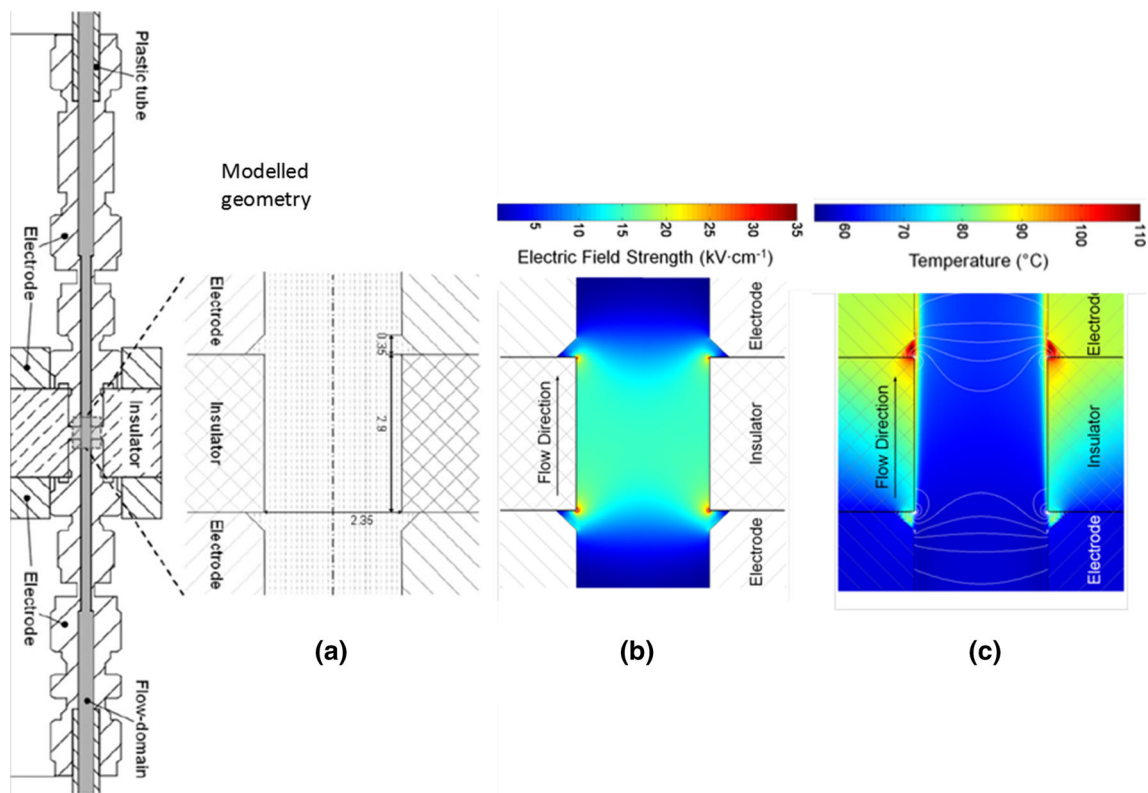 Plastic tube
Electrode
Electrode
Insulator
Electrode
Electrode
Flow-domain
Modelled
geometry
Electrode
Insulator
Electrode
0.35
2.9
2.35
(a)
5
10
15
20
25
30
35
Electric Field Strength (kV·cm⁻¹)
Flow Direction
Electrode
Insulator
Electrode
(b)
60
70
80
90
100
110
Temperature (°C)
Flow Direction
Electrode
Insulator
Electrode
(c)